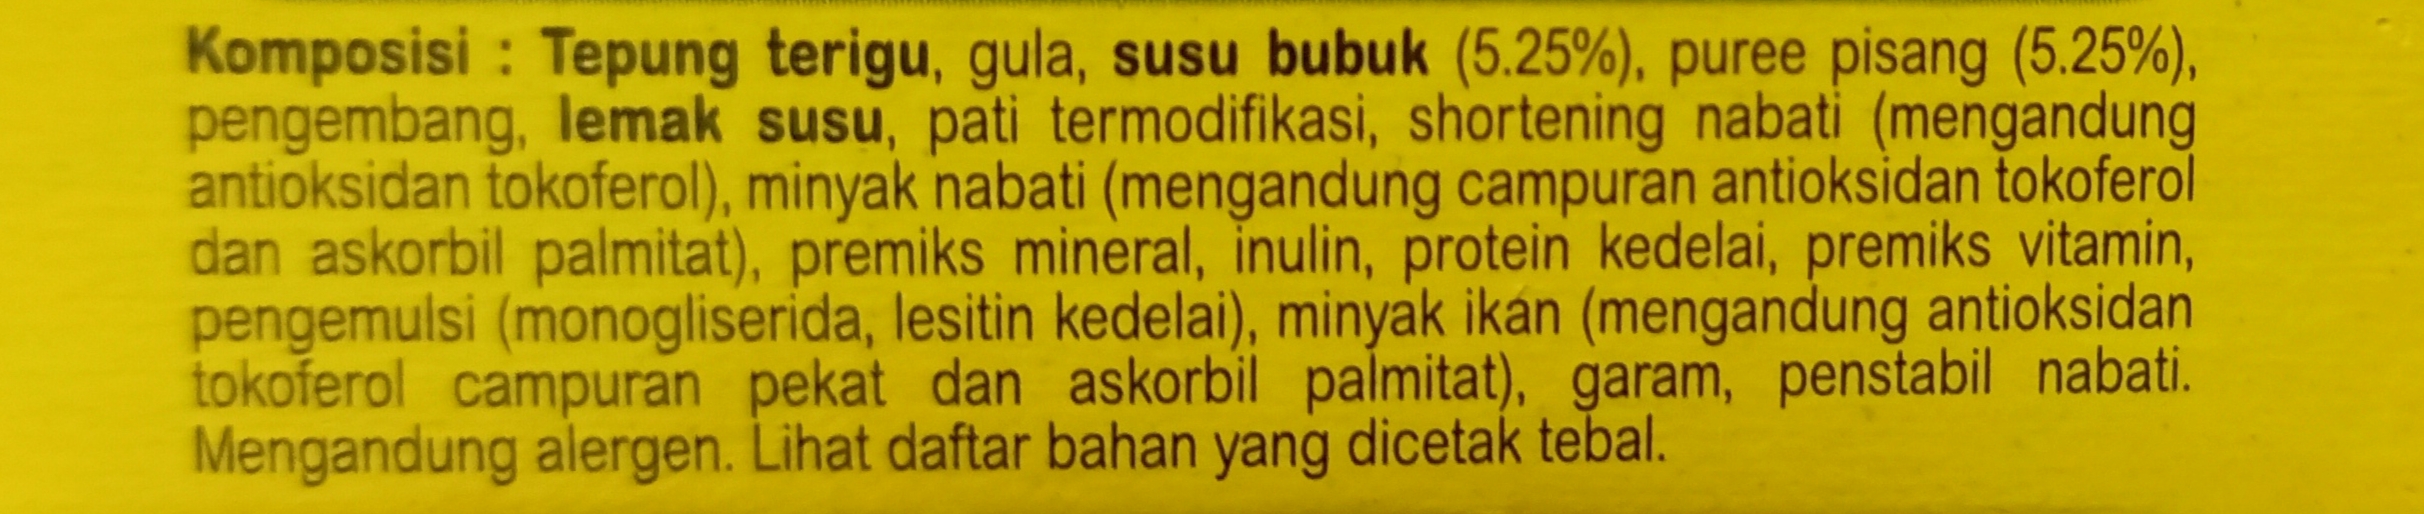 Komposisi : Tepung terigu, gula, susu bubuk (5.25%), puree pisang (5.25%),
pengembang, lemak susu, pati termodifikasi, shortening nabati (mengandung
antioksidan tokoferol), minyak nabati (mengandung campuran antioksidan tokoferol
dan askorbil palmitat), premiks mineral, inulin, protein kedelai, premiks vitamin,
pengemulsi (monogliserida, lesitin kedelai), minyak ikan (mengandung antioksidan
tokoferol campuran pekat dan askorbil palmitat), garam, penstabil nabati.
Mengandung alergen. Lihat daftar bahan yang dicetak tebal.